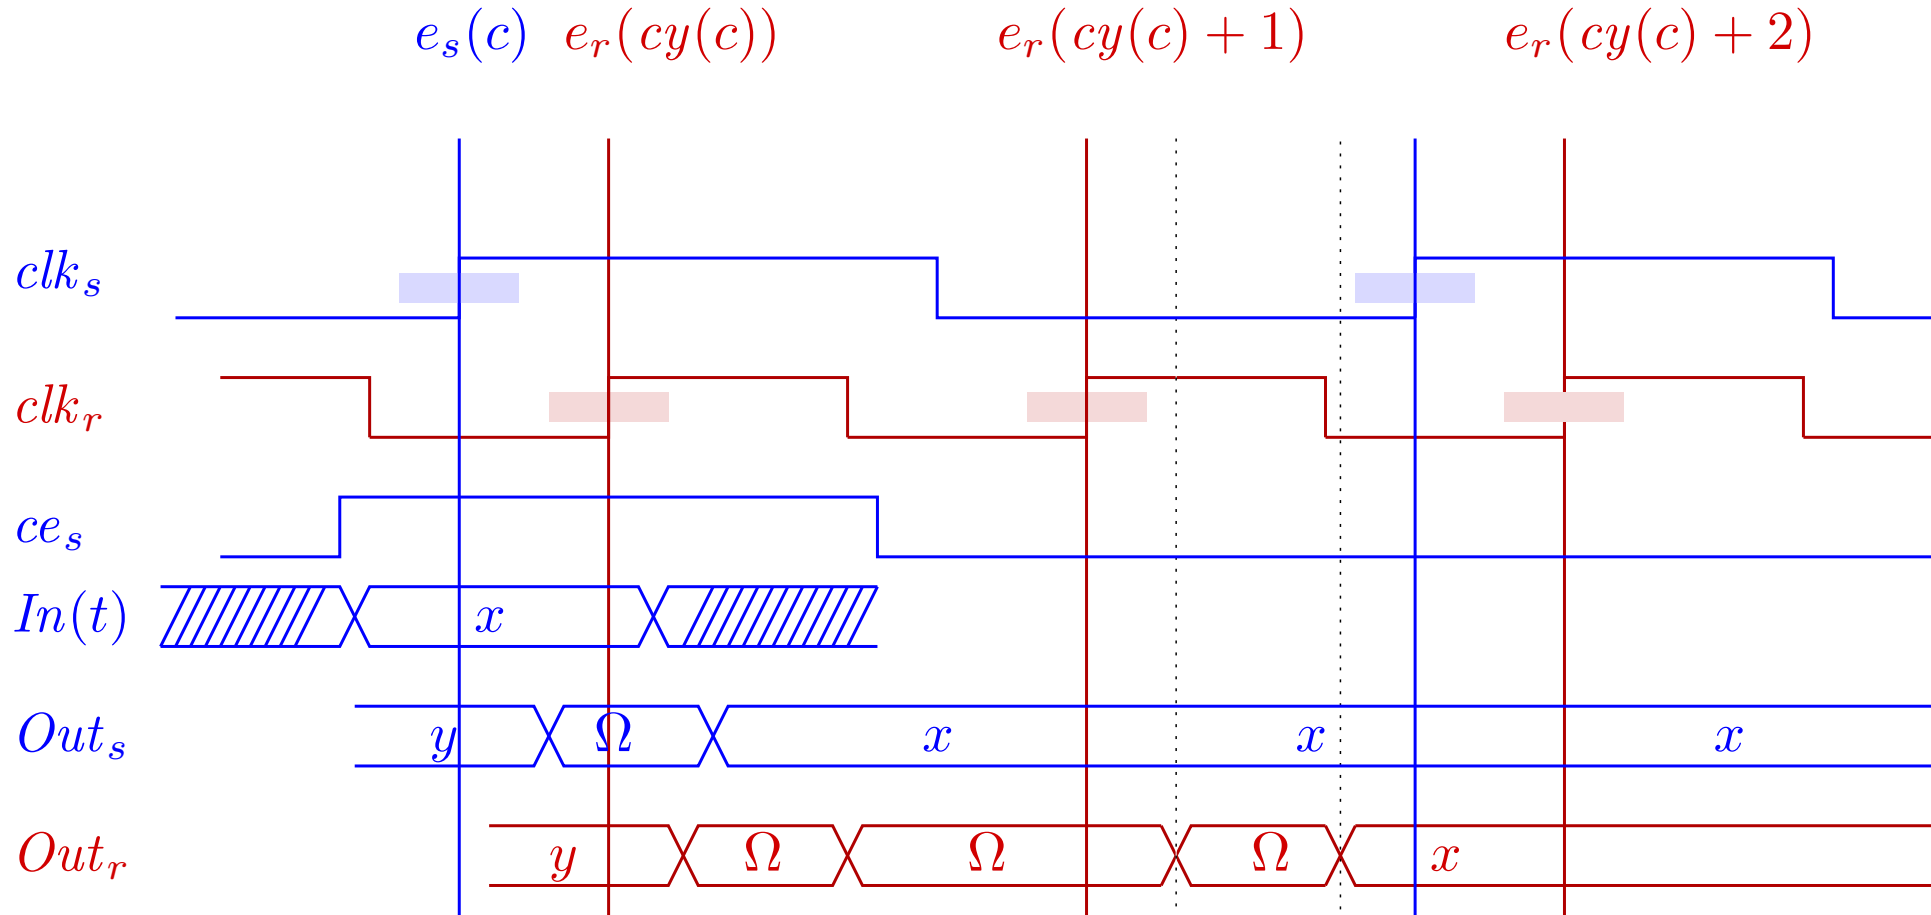 e_s(c) e_r(cy(c)) e_r(cy(c) + 1) e_r(cy(c) + 2)
clk_s
clk_r
ce_s
In(t) x
Out_s y Ω x x x
Out_r y Ω Ω Ω x